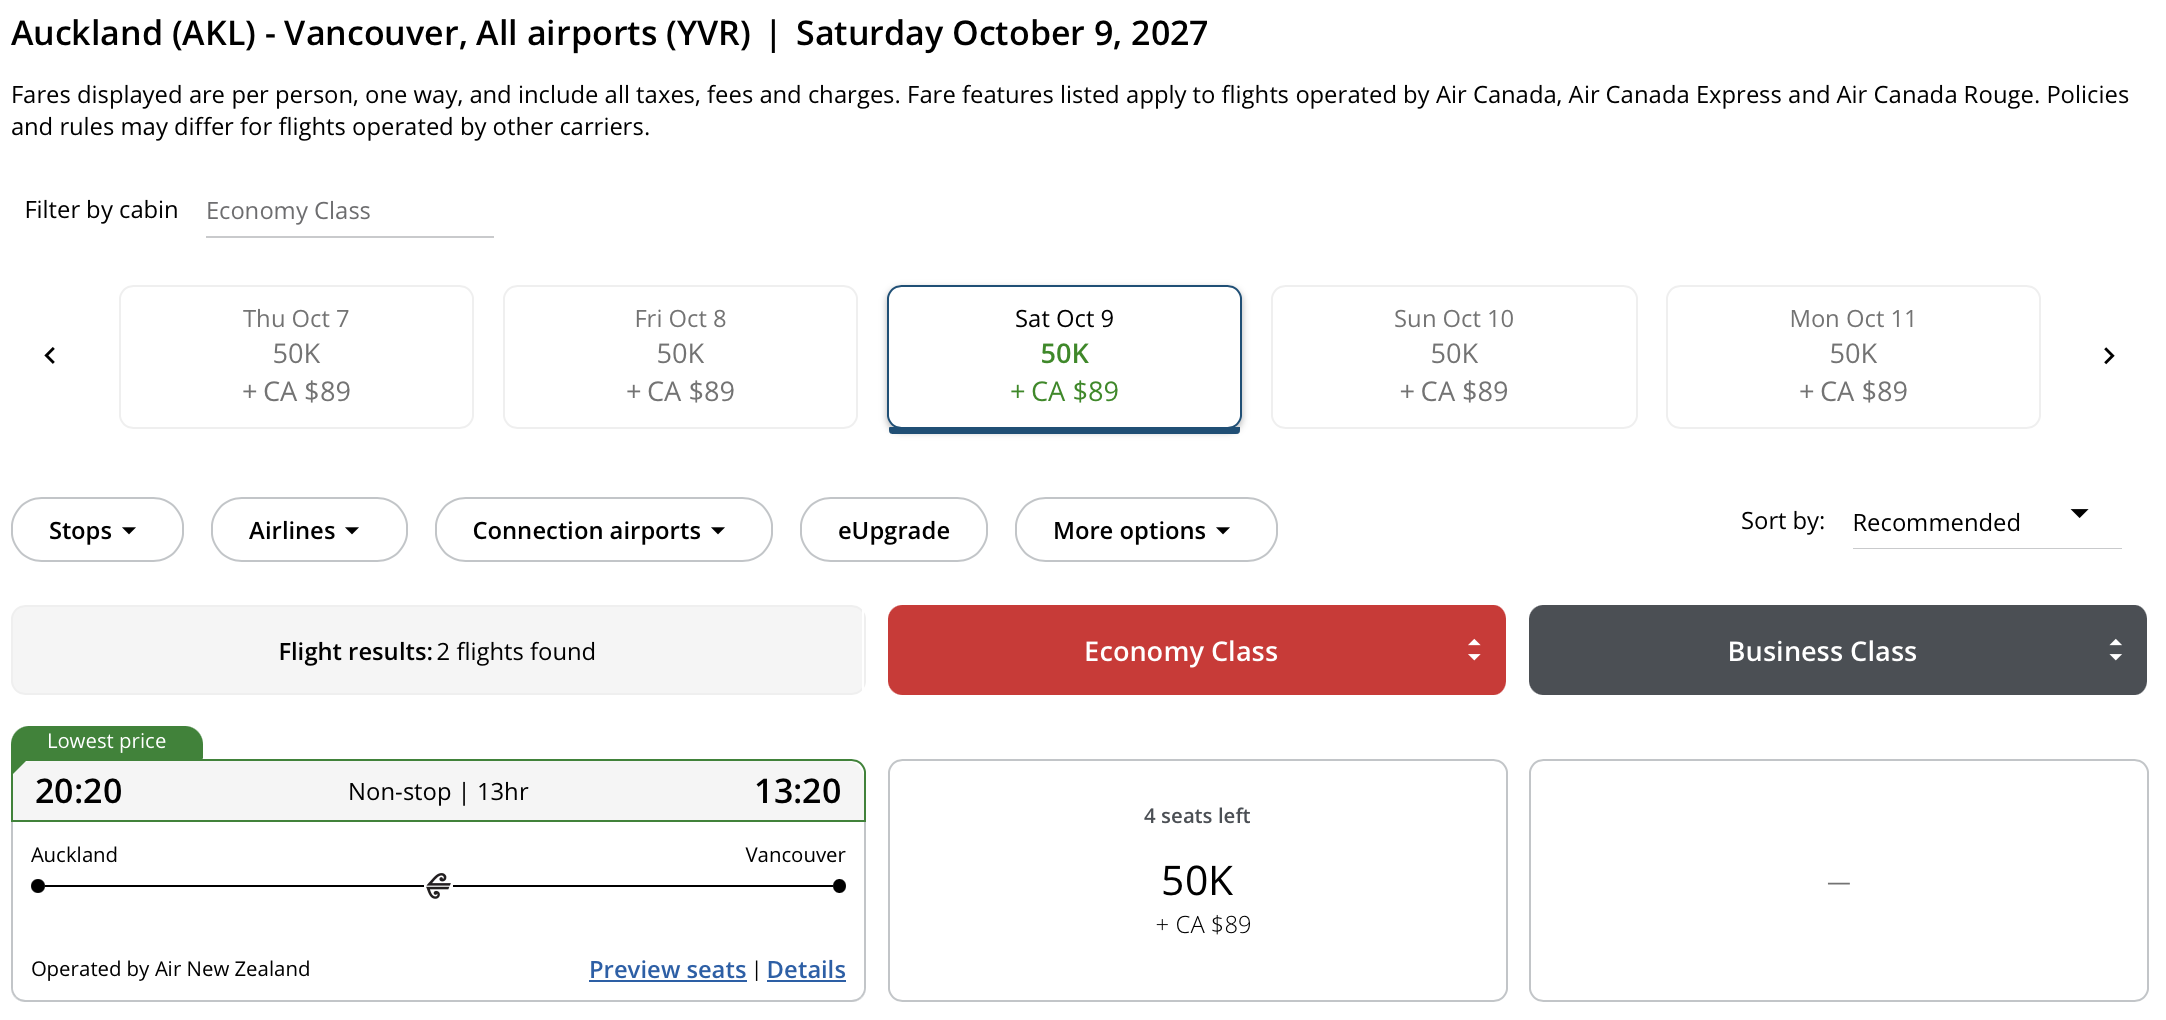 Auckland (AKL) - Vancouver, All airports (YVR) | Saturday October 9, 2027
Fares displayed are per person, one way, and include all taxes, fees and charges. Fare features listed apply to flights operated by Air Canada, Air Canada Express and Air Canada Rouge. Policies
and rules may differ for flights operated by other carriers.
Filter by cabin Economy Class
Thu Oct 7
50K
+ CA $89
Fri Oct 8
50K
+ CA $89
Sat Oct 9
50K
+ CA $89
Sun Oct 10
50K
+ CA $89
Mon Oct 11
50K
+ CA $89
Stops
Airlines
Connection airports
eUpgrade
More options
Sort by: Recommended
Flight results: 2 flights found
Economy Class
Business Class
Lowest price
20:20 Non-stop | 13hr 13:20
Auckland Vancouver
Operated by Air New Zealand Preview seats | Details
4 seats left
50K
+ CA $89
—